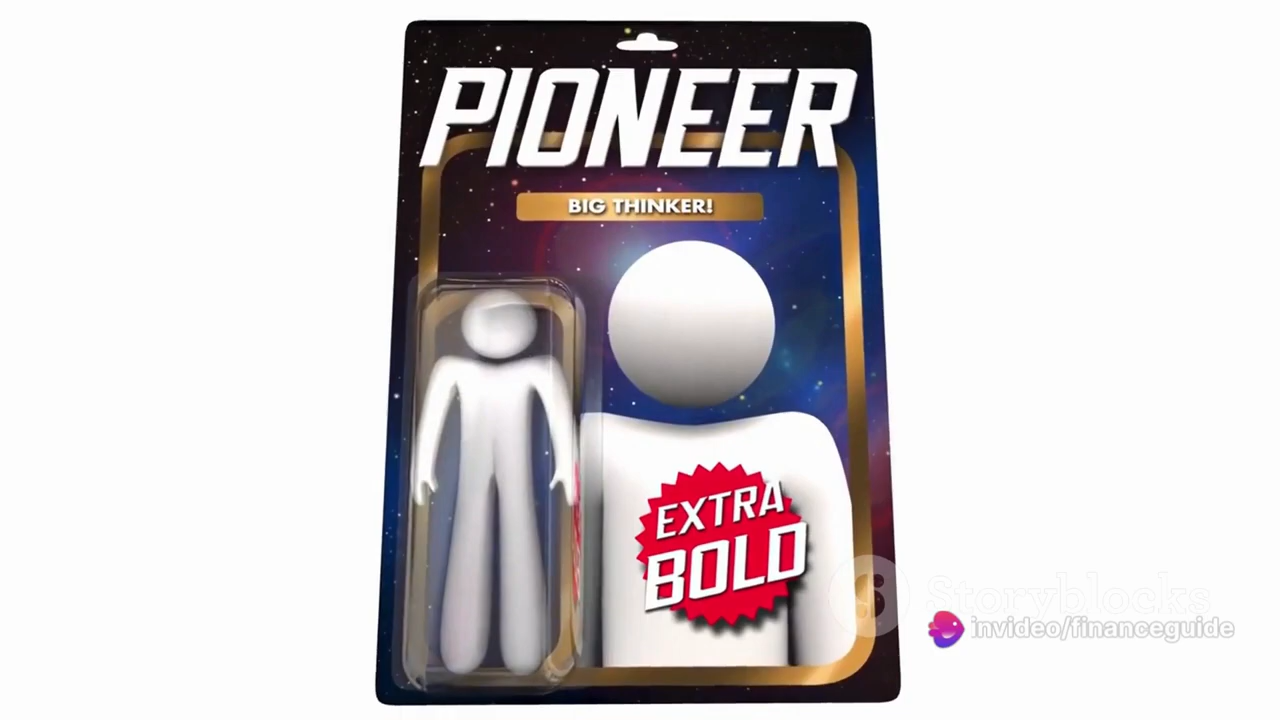 PIONEER
BIG THINKER!
EXTRA
BOLD
Storyblocks
invideo/financeguide